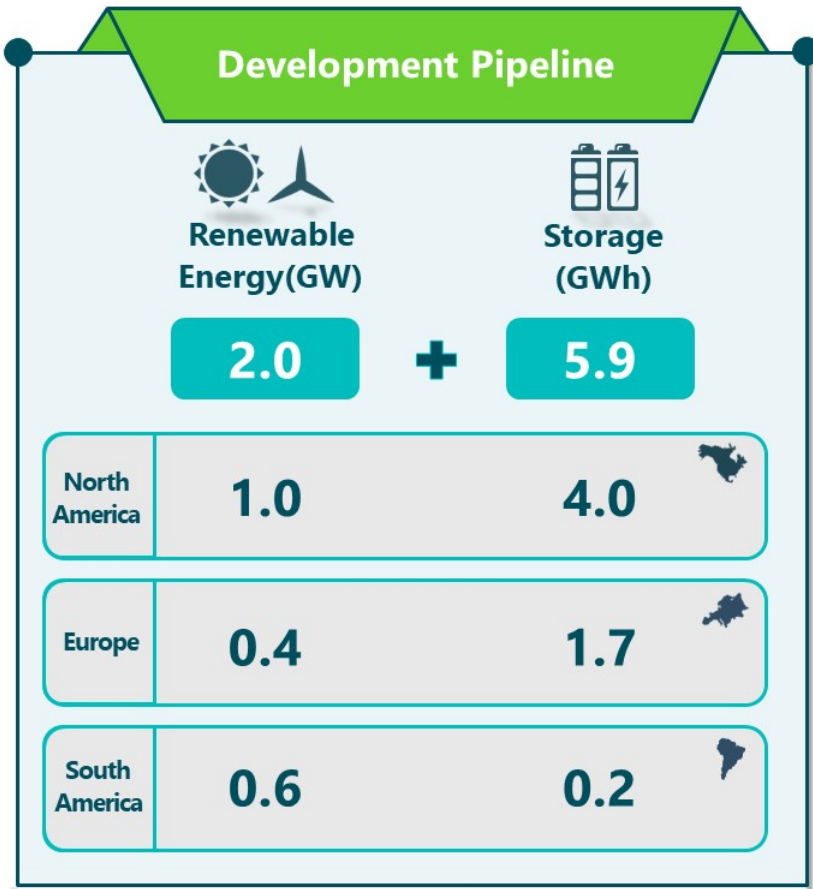 Development Pipeline
Renewable
Energy(GW)
Storage
(GWh)
2.0 + 5.9
North
America
1.0 4.0
Europe
0.4 1.7
South
America
0.6 0.2